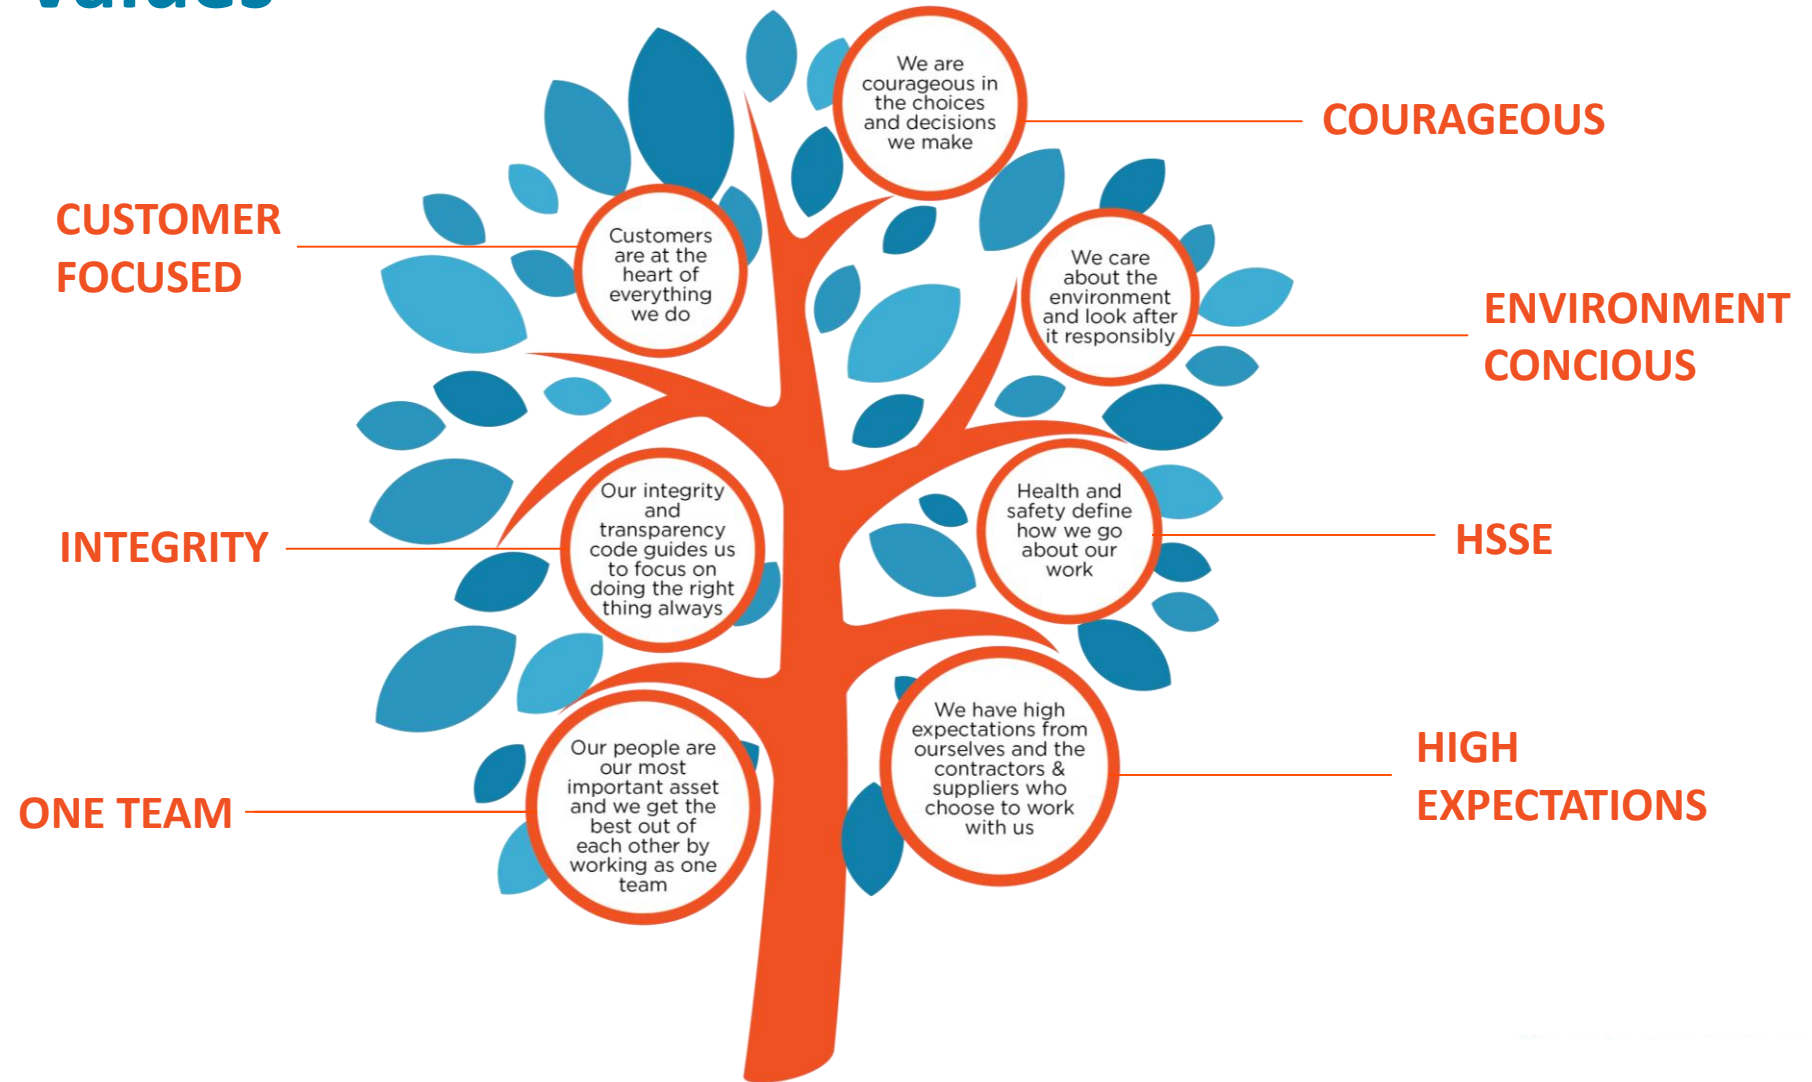 Values
We are
courageous in
the choices
and decisions
we make
COURAGEOUS
CUSTOMER
FOCUSED
Customers
are at the
heart of
everything
we do
We care
about the
environment
and look after
it responsibly
ENVIRONMENT
CONCIOUS
INTEGRITY
Our integrity
and
transparency
code guides us
to focus on
doing the right
thing always
Health and
safety define
how we go
about our
work
HSSE
ONE TEAM
Our people are
our most
important asset
and we get the
best out of
each other by
working as one
team
We have high
expectations from
ourselves and the
contractors &
suppliers who
choose to work
with us
HIGH
EXPECTATIONS